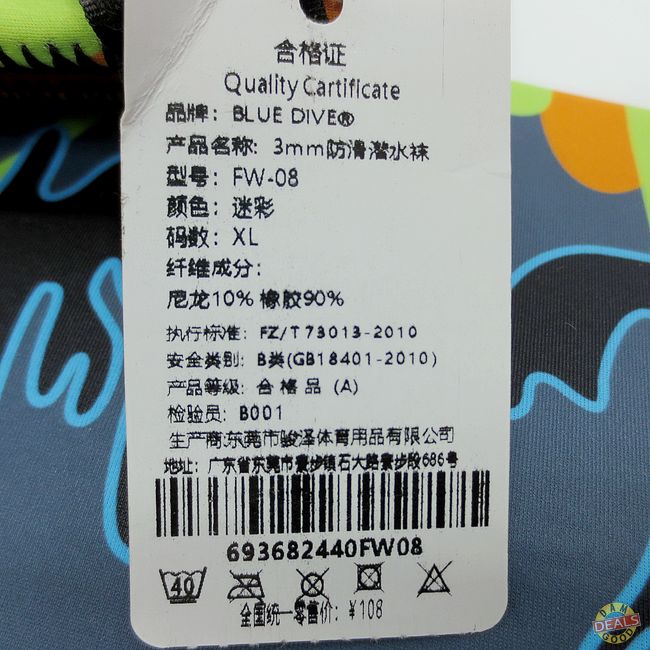 合格证
Quality Cartificate
品牌: BLUE DIVE®
产品名称: 3mm防滑潜水袜
型号: FW-08
颜色: 迷彩
码数: XL
纤维成分:
尼龙10% 橡胶90%
执行标准: FZ/T 73013-2010
安全类别: B类(GB18401-2010)
产品等级: 合格品 (A)
检验员: B001
生产商东莞市骏泽体育用品有限公司
地址: 广东省东莞市寮步镇石大路寮步段686号
693682440FW08
40
全国统一零售价: ¥108
DAM
DEALS
GOOD